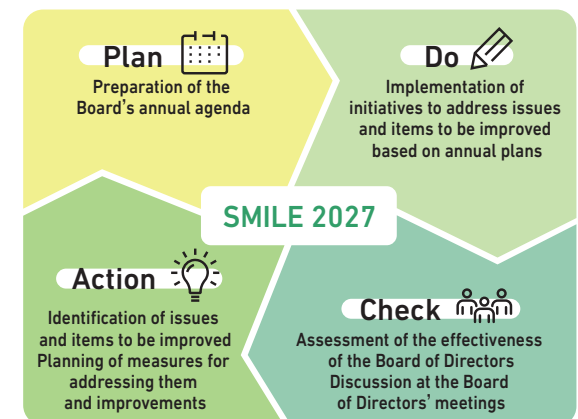 Plan
Preparation of the
Board’s annual agenda
Do
Implementation of
initiatives to address issues
and items to be improved
based on annual plans
SMILE 2027
Action
Identification of issues
and items to be improved
Planning of measures for
addressing them
and improvements
Check
Assessment of the effectiveness
of the Board of Directors
Discussion at the Board
of Directors’ meetings